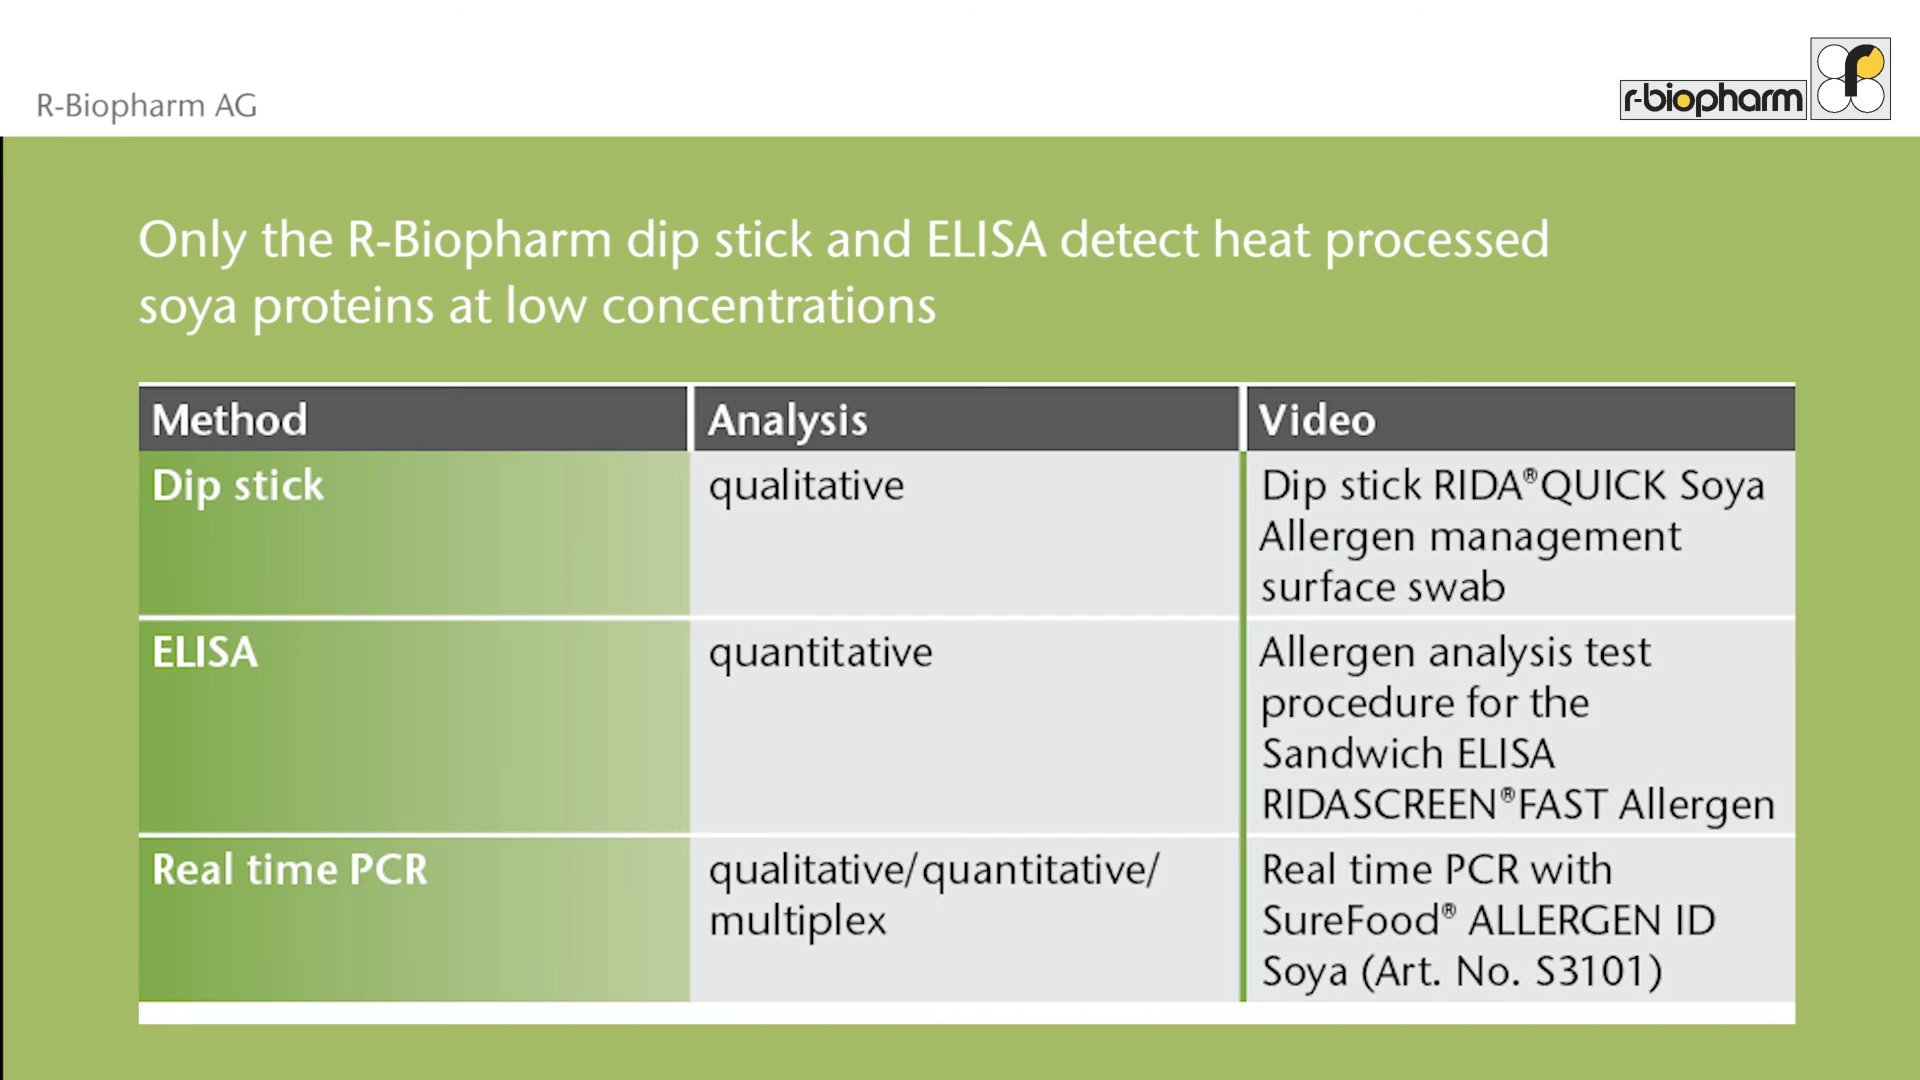 R-Biopharm AG
r-biopharm
Only the R-Biopharm dip stick and ELISA detect heat processed
soya proteins at low concentrations
Method Analysis Video
Dip stick qualitative Dip stick RIDA®QUICK Soya
Allergen management
surface swab
ELISA quantitative Allergen analysis test
procedure for the
Sandwich ELISA
RIDASCREEN®FAST Allergen
Real time PCR qualitative/quantitative/ Real time PCR with
multiplex SureFood® ALLERGEN ID
Soya (Art. No. S3101)